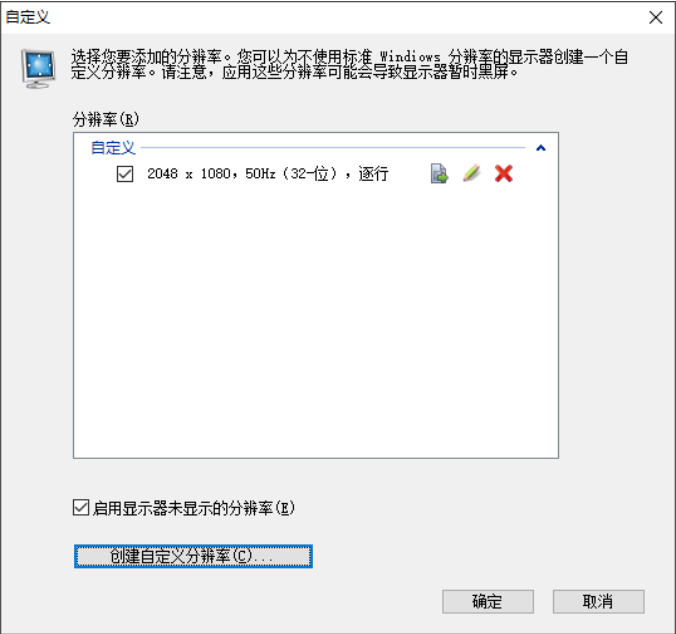 自定义
选择您要添加的分辨率。您可以为不使用标准 Windiows 分辨率的显示器创建一个自
定义分辨率。请注意，应用这些分辨率可能会导致显示器暂时黑屏。
分辨率(R)
自定义
2048 x 1080，50Hz（32-位），逐行
启用显示器未显示的分辨率(E)
创建自定义分辨率(C)...
确定
取消